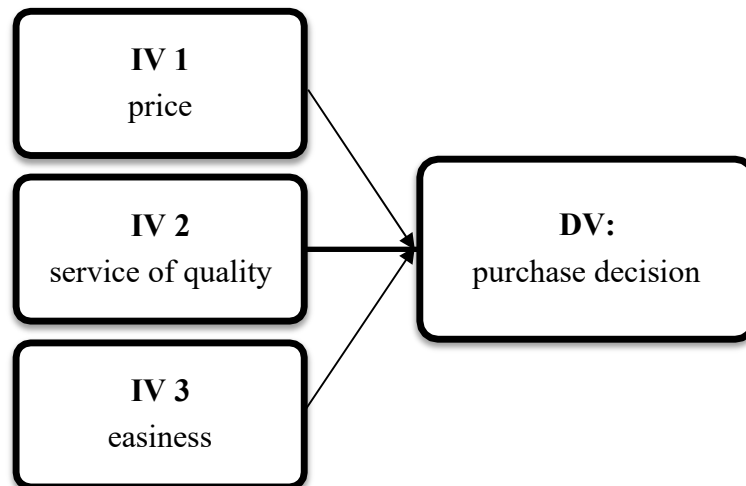 IV 1
price
IV 2
service of quality
IV 3
easiness
DV:
purchase decision